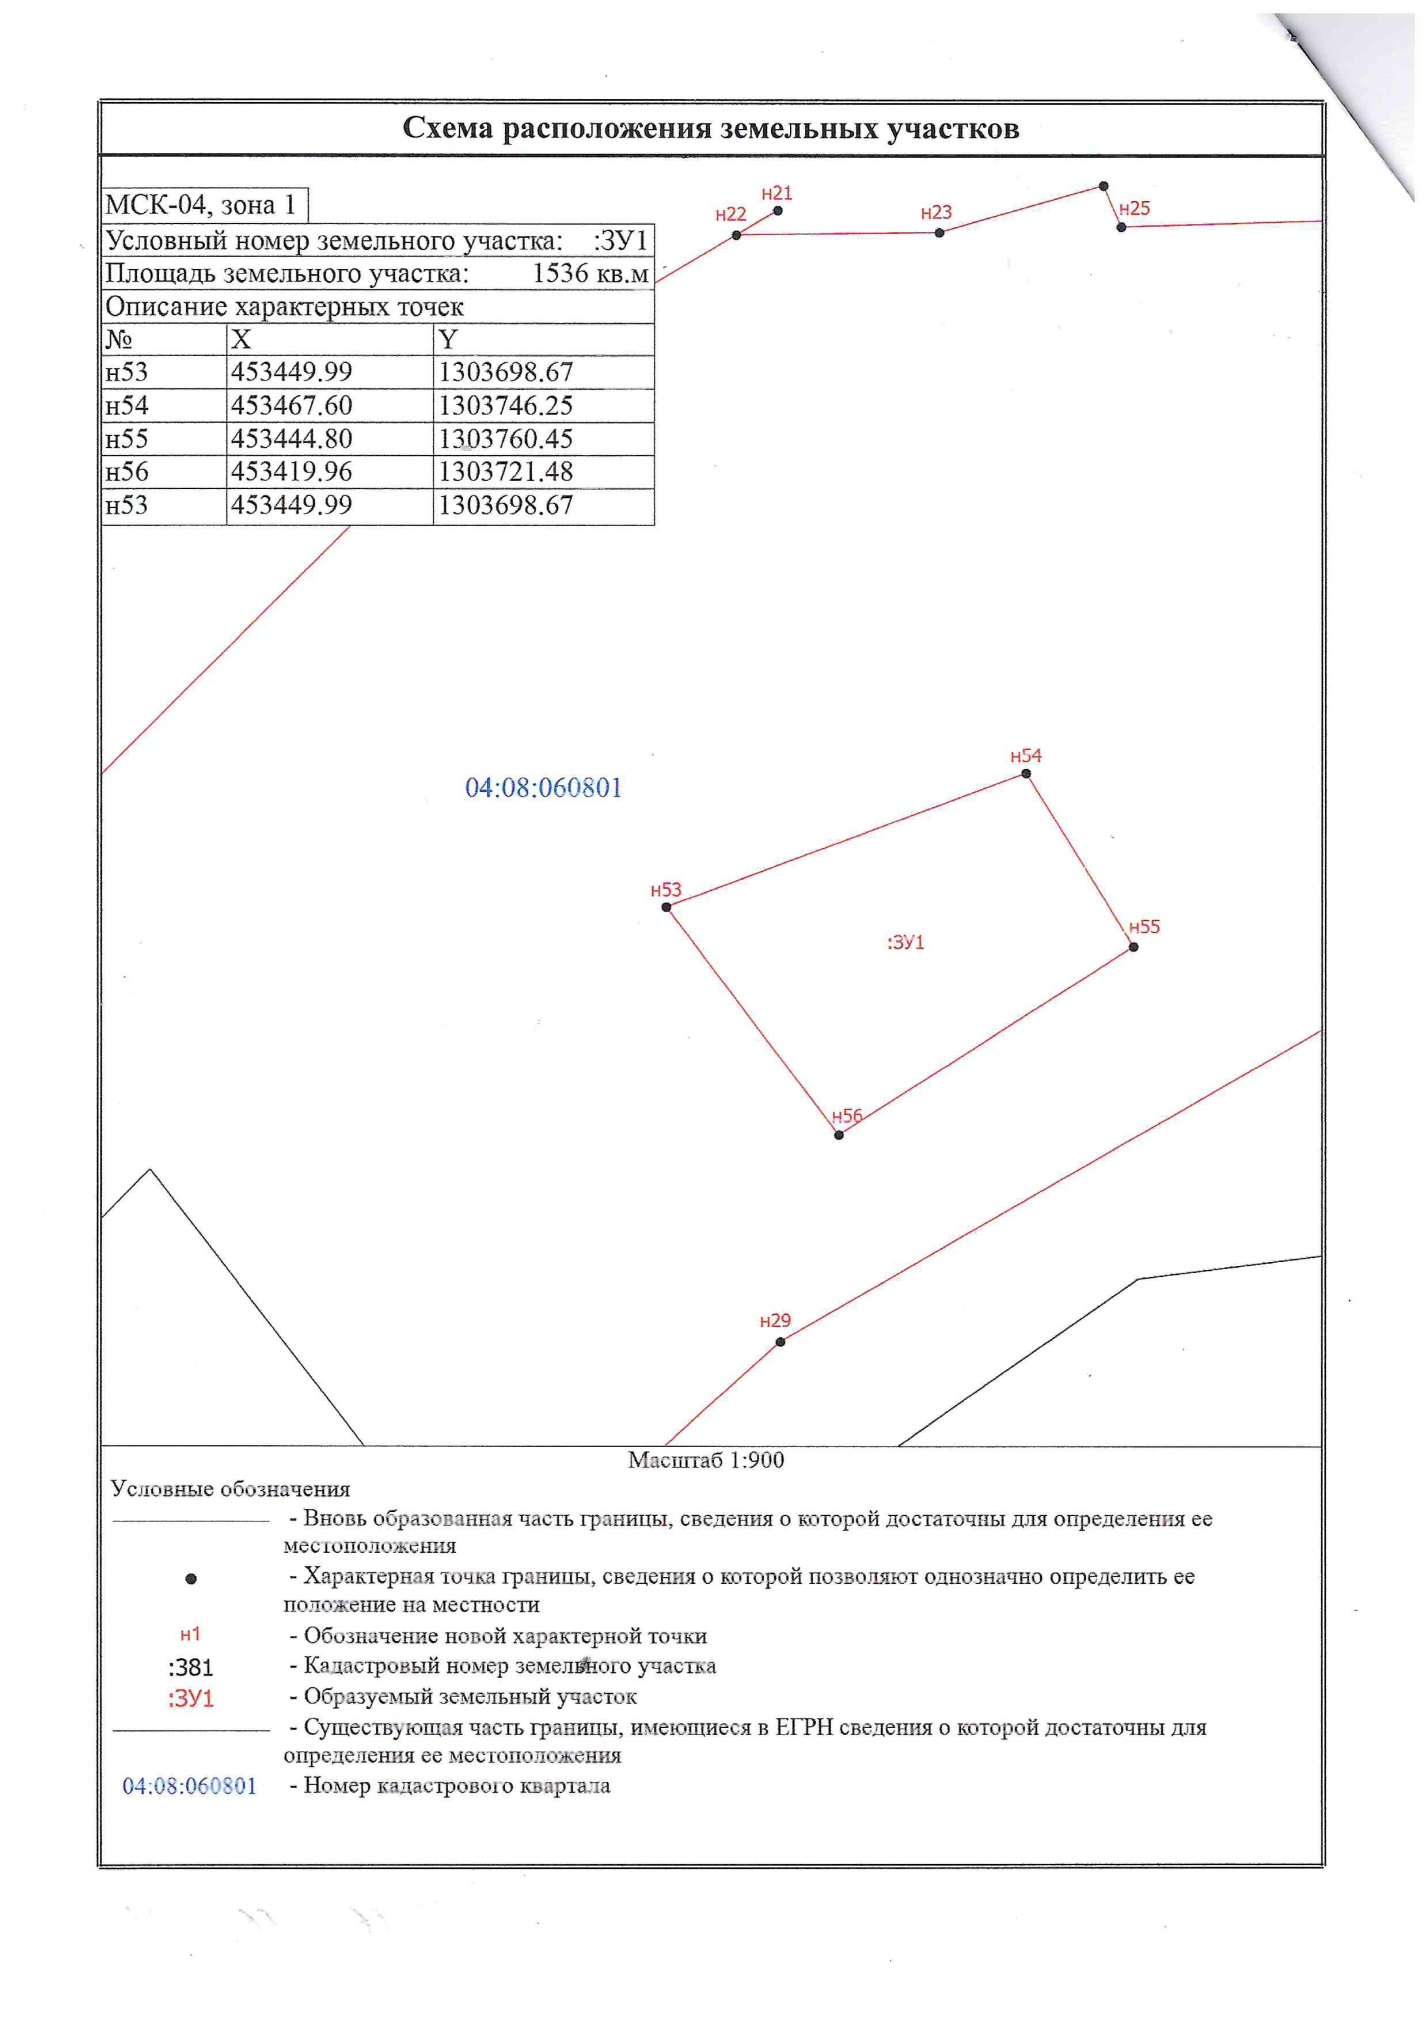 Схема расположения земельных участков
МСК-04, зона 1
Условный номер земельного участка: :ЗУ1
Площадь земельного участка: 1536 кв.м
Описание характерных точек
№ X Y
н53 453449.99 1303698.67
н54 453467.60 1303746.25
н55 453444.80 1303760.45
н56 453419.96 1303721.48
н53 453449.99 1303698.67
н21
н22
н23
н25
04:08:060801
н54
н53
н55
:ЗУ1
н56
н29
Масштаб 1:900
Условные обозначения
- Вновь образованная часть границы, сведения о которой достаточны для определения ее
местоположения
- Характерная точка границы, сведения о которой позволяют однозначно определить ее
положение на местности
н1 - Обозначение новой характерной точки
:381 - Кадастровый номер земельного участка
:ЗУ1 - Образуемый земельный участок
- Существующая часть границы, имеющиеся в ЕГРН сведения о которой достаточны для
определения ее местоположения
04:08:060801 - Номер кадастрового квартала